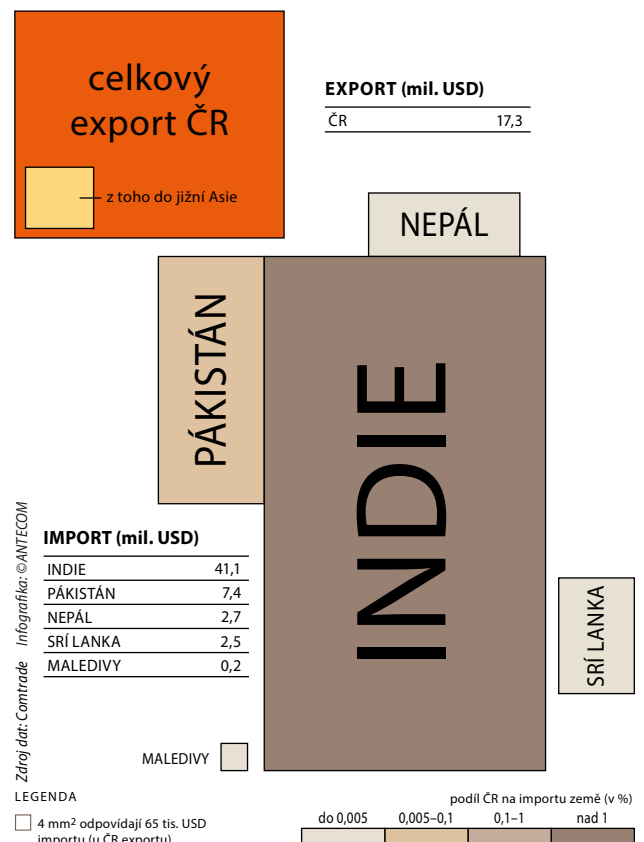 celkový
export ČR
z toho do jižní Asie
EXPORT (mil. USD)
ČR 17,3
NEPÁL
PÁKISTÁN
INDIE
IMPORT (mil. USD)
INDIE 41,1
PÁKISTÁN 7,4
NEPÁL 2,7
SRÍ LANKA 2,5
MALEDIVY 0,2
SRÍ LANKA
MALEDIVY
Zdroj dat: Comtrade Infografika: ©ANTECOM
LEGENDA
4 mm² odpovídají 65 tis. USD
importu (u ČR exportu)
podíl ČR na importu země (v %)
do 0,005 0,005–0,1 0,1–1 nad 1